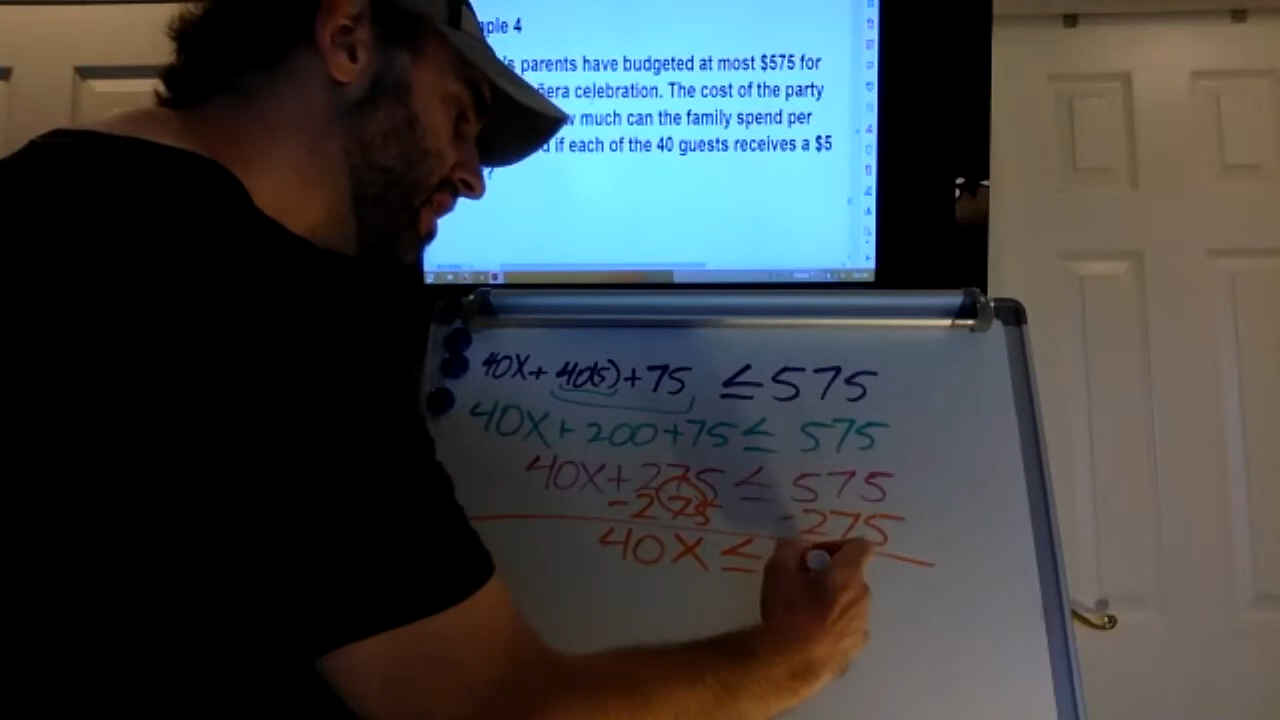 ple 4
's parents have budgeted at most $575 for
ñera celebration. The cost of the party
w much can the family spend per
d if each of the 40 guests receives a $5
?
40X+ 40(5)+75 ≤575
40X+200+75≤ 575
40X+275 ≤ 575
-275 -275
40X ≤